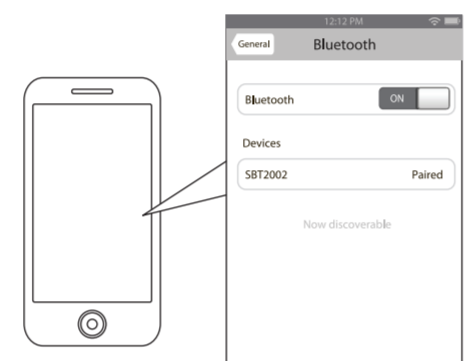 12:12 PM
General
Bluetooth
Bluetooth
ON
Devices
SBT2002 Paired
Now discoverable